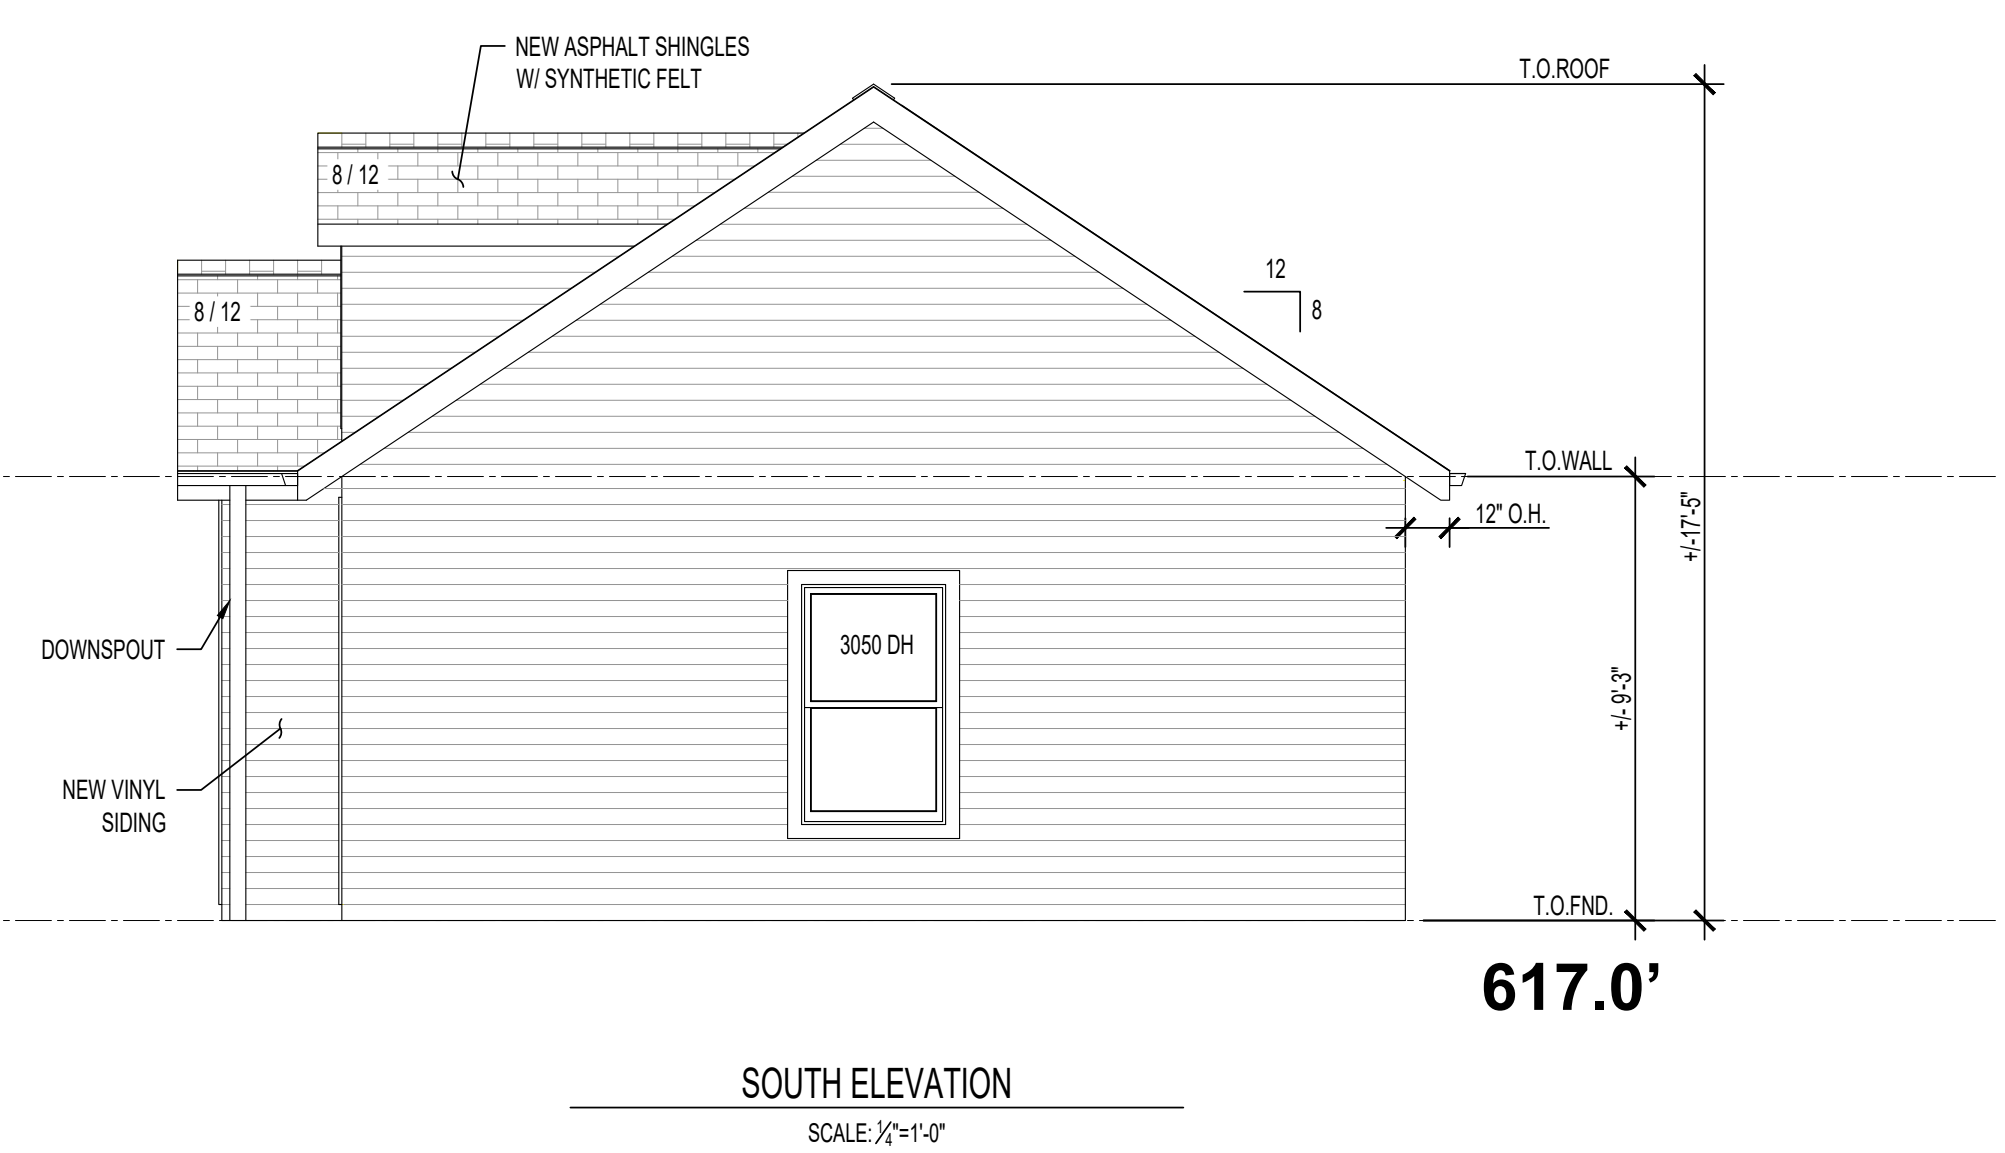 NEW ASPHALT SHINGLES
W/ SYNTHETIC FELT
T.O.ROOF
8 / 12
12
8
8 / 12
T.O.WALL
12" O.H.
+/-17'-5"
3050 DH
DOWNSPOUT
+/- 9'-3"
NEW VINYL
SIDING
T.O.FND.
617.0’
SOUTH ELEVATION
SCALE: 1/4"=1'-0"